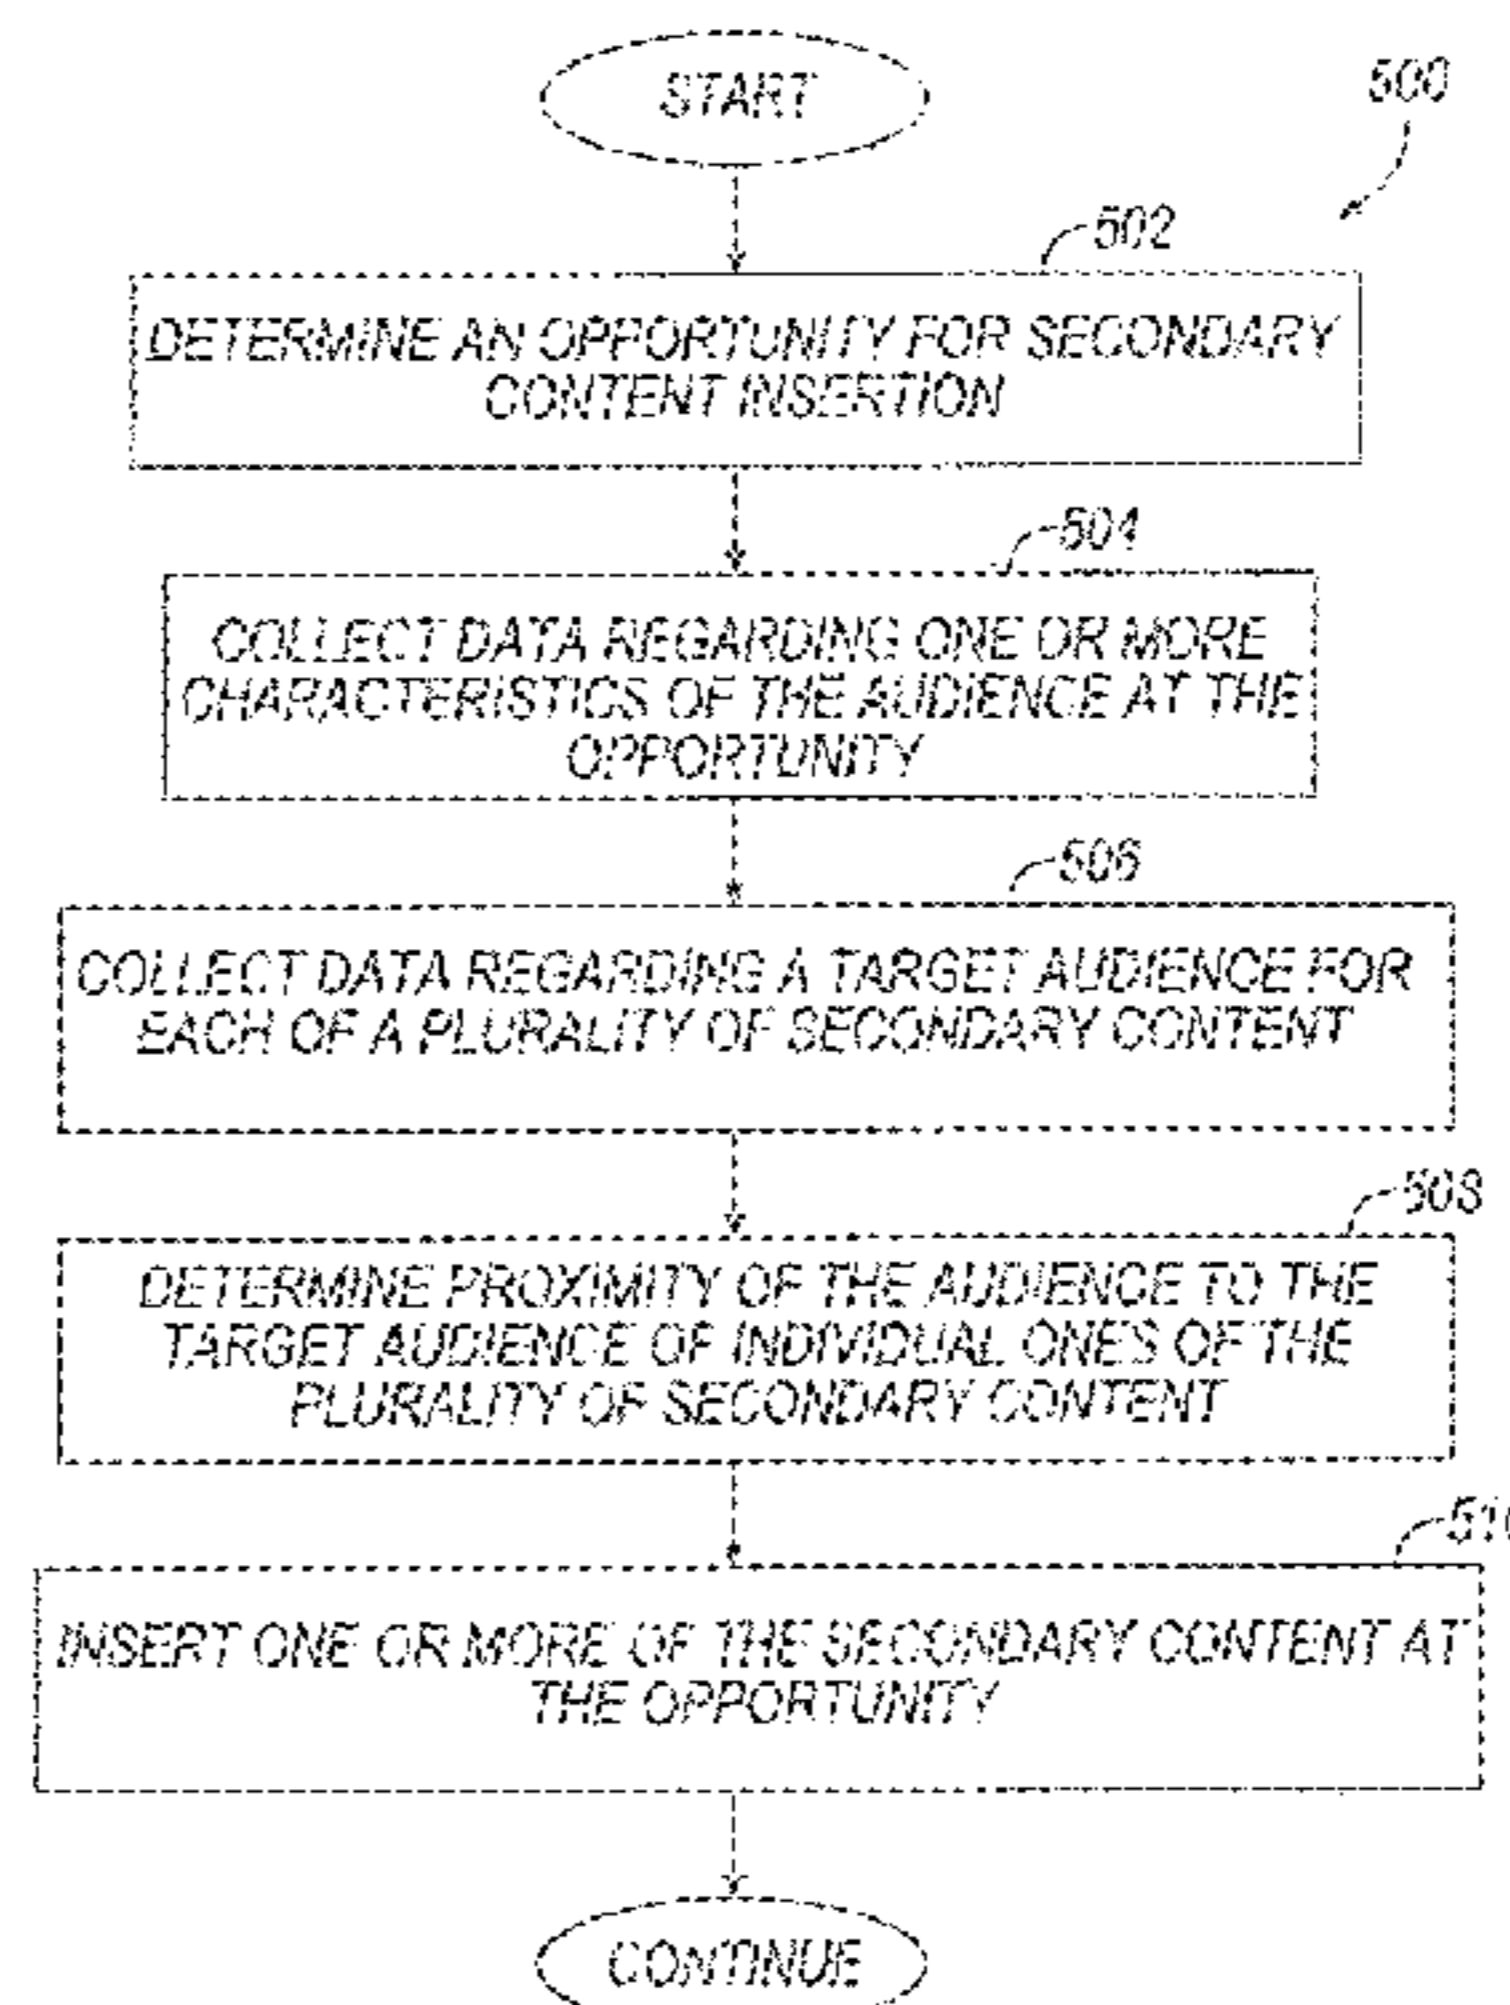 START
500
502
DETERMINE AN OPPORTUNITY FOR SECONDARY
CONTENT INSERTION
504
COLLECT DATA REGARDING ONE OR MORE
CHARACTERISTICS OF THE AUDIENCE AT THE
OPPORTUNITY
506
COLLECT DATA REGARDING A TARGET AUDIENCE FOR
EACH OF A PLURALITY OF SECONDARY CONTENT
508
DETERMINE PROXIMITY OF THE AUDIENCE TO THE
TARGET AUDIENCE OF INDIVIDUAL ONES OF THE
PLURALITY OF SECONDARY CONTENT
510
INSERT ONE OR MORE OF THE SECONDARY CONTENT AT
THE OPPORTUNITY
CONTINUE